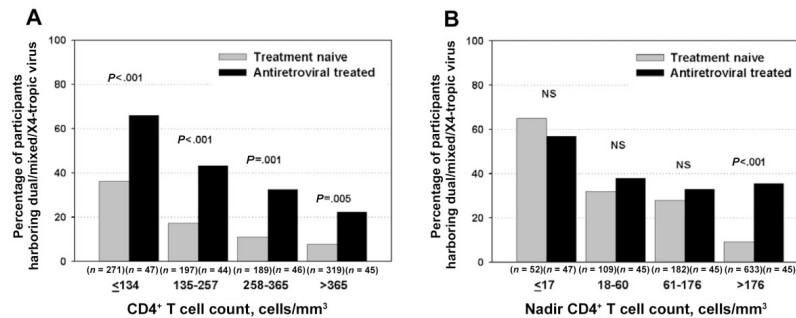 A
Percentage of participants
harboring dual/mixed/X4-tropic virus
100
80
60
40
20
0
Treatment naive
Antiretroviral treated
P<.001
P<.001
P=.001
P=.005
(n = 271)(n = 47) (n = 197)(n = 44) (n = 189)(n = 46) (n = 319)(n = 45)
≤134 135-257 258-365 >365
CD4+ T cell count, cells/mm3
B
Percentage of participants
harboring dual/mixed/X4-tropic virus
100
80
60
40
20
0
Treatment naive
Antiretroviral treated
NS
NS
NS
P<.001
(n = 52)(n = 47) (n = 109)(n = 45) (n = 182)(n = 45) (n = 633)(n = 45)
≤17 18-60 61-176 >176
Nadir CD4+ T cell count, cells/mm3